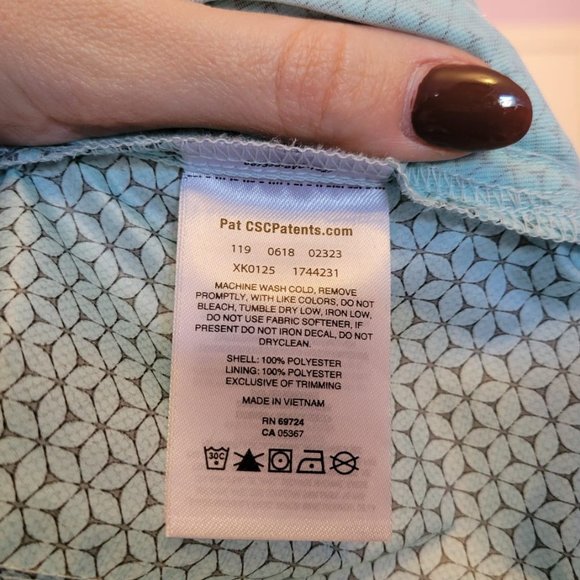 Pat CSCPatents.com
119 0618 02323
XK0125 1744231
MACHINE WASH COLD, REMOVE
PROMPTLY, WITH LIKE COLORS, DO NOT
BLEACH, TUMBLE DRY LOW, IRON LOW,
DO NOT USE FABRIC SOFTENER, IF
PRESENT DO NOT IRON DECAL, DO NOT
DRYCLEAN.
SHELL: 100% POLYESTER
LINING: 100% POLYESTER
EXCLUSIVE OF TRIMMING
MADE IN VIETNAM
RN 69724
CA 05367
30C